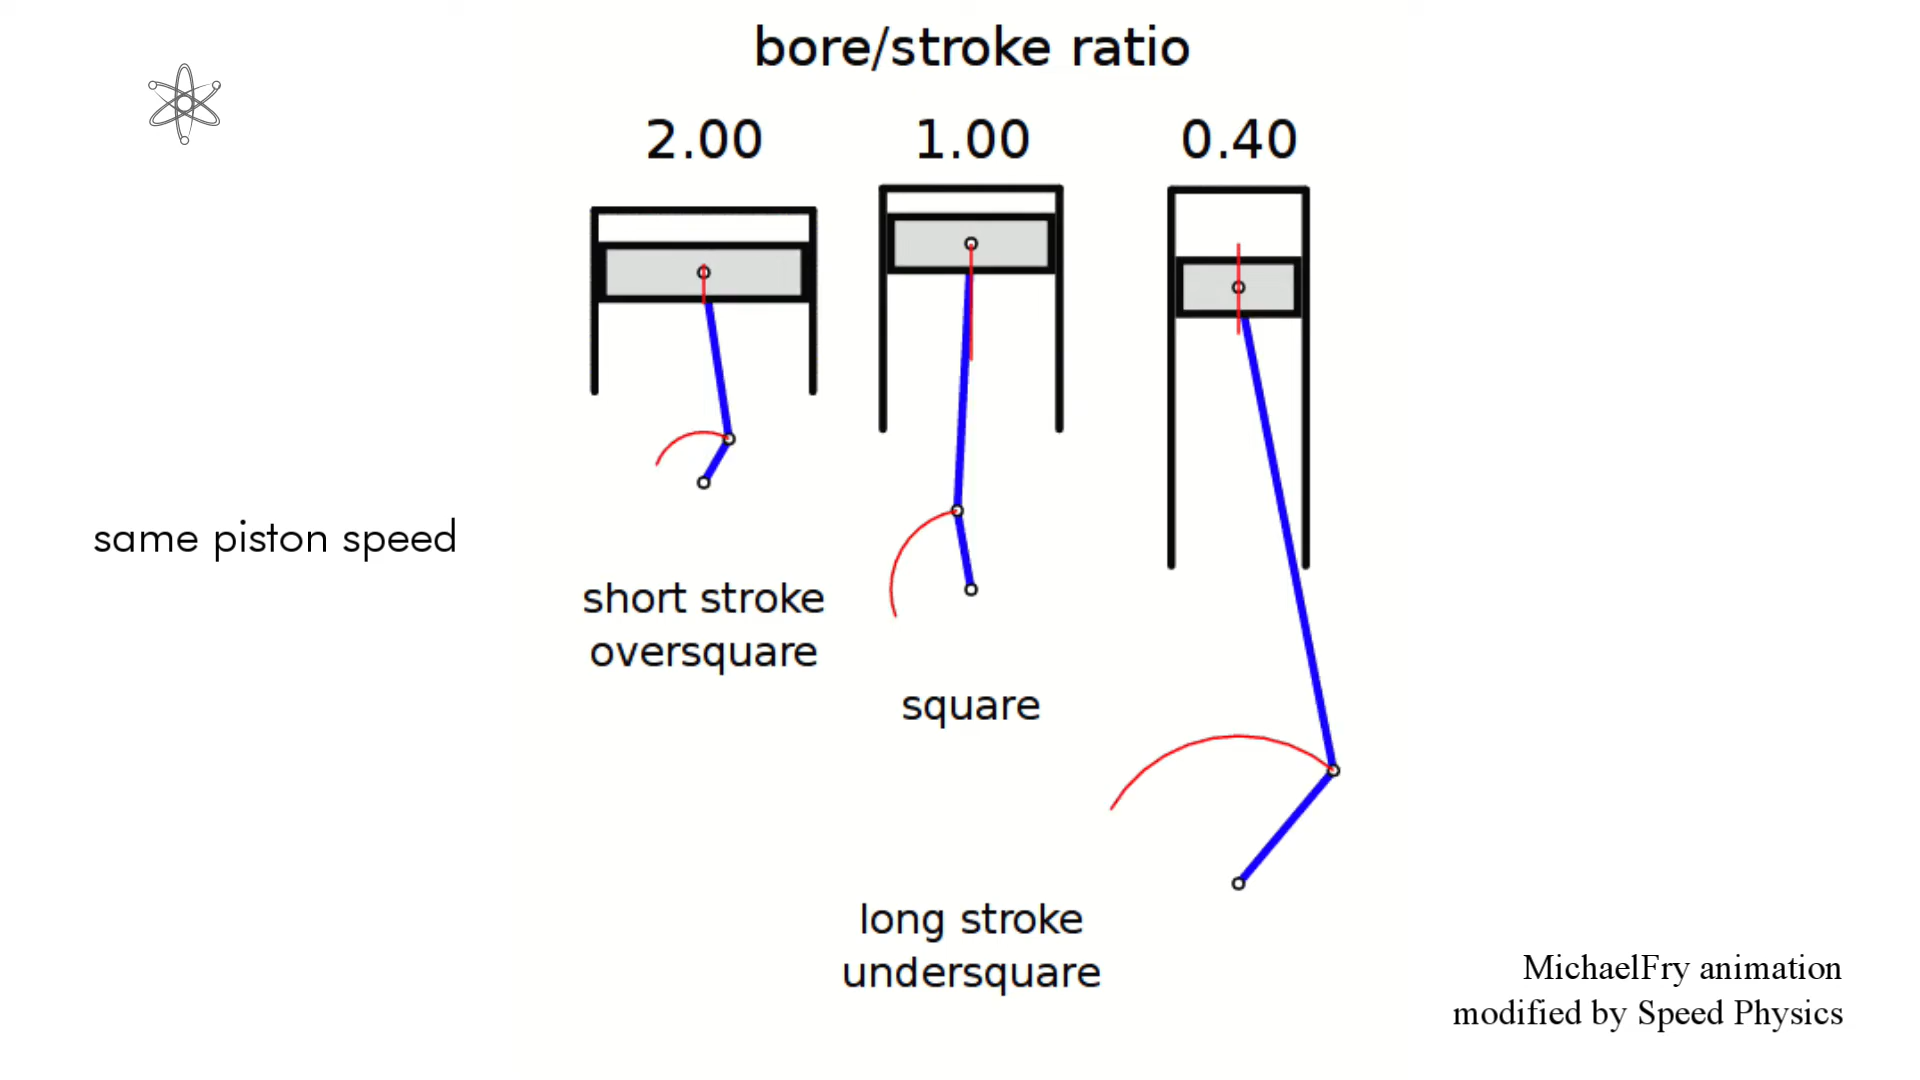 bore/stroke ratio
2.00
1.00
0.40
same piston speed
short stroke
oversquare
square
long stroke
undersquare
MichaelFry animation
modified by Speed Physics